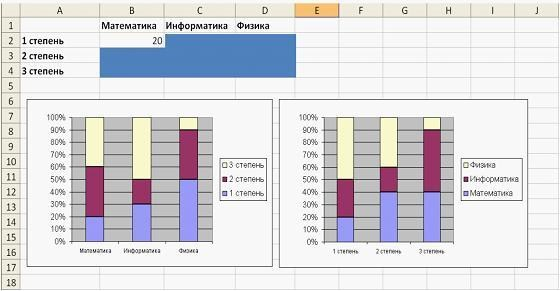 A B C D E F G H I J
1 Математика Информатика Физика
2 1 степень 20
3 2 степень
4 3 степень
5
6
7
8
9
10
11
12
13
14
15
16
17
18
100%
90%
80%
70%
60%
50%
40%
30%
20%
10%
0%
Математика Информатика Физика
3 степень
2 степень
1 степень
100%
90%
80%
70%
60%
50%
40%
30%
20%
10%
0%
1 степень 2 степень 3 степень
Физика
Информатика
Математика